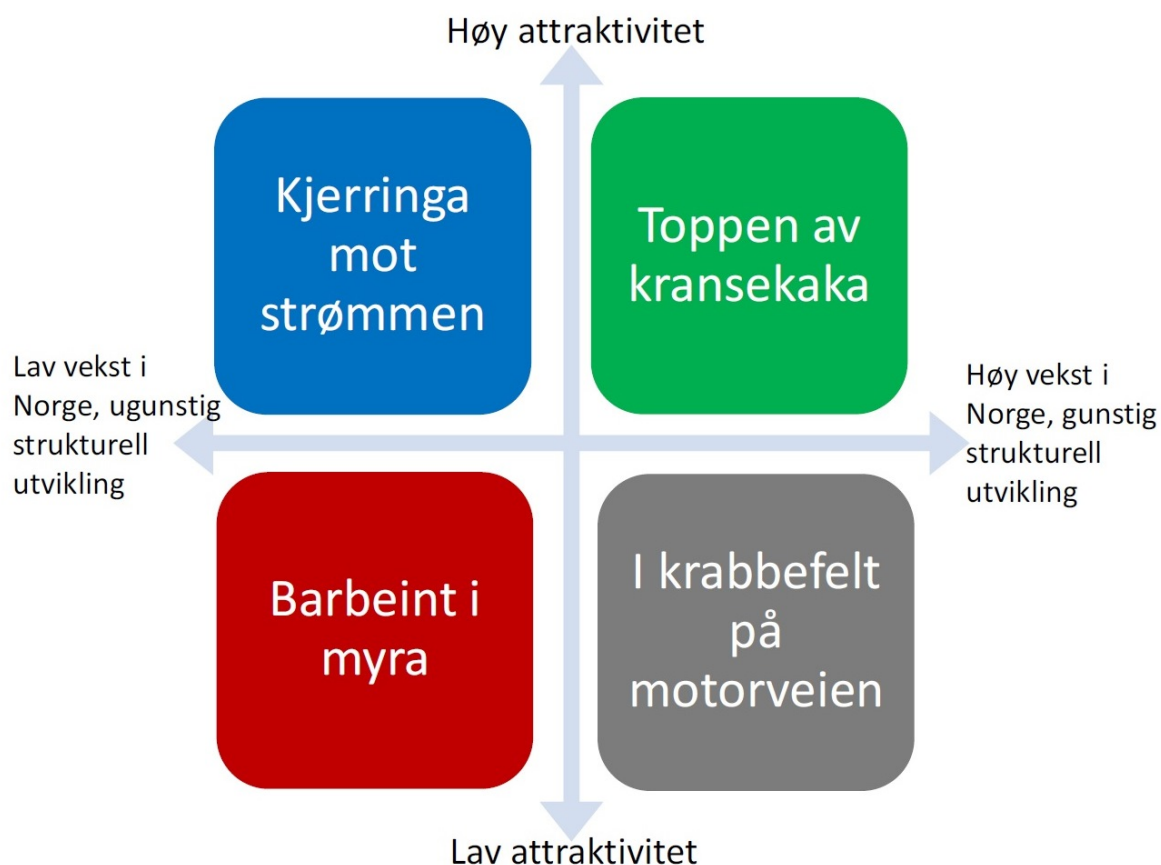 Høy attraktivitet
Kjerringa
mot
strømmen
Toppen av
kransekaka
Lav vekst i
Norge, ugunstig
strukturell
utvikling
Høy vekst i
Norge, gunstig
strukturell
utvikling
Barbeint i
myra
I krabbefelt
på
motorveien
Lav attraktivitet